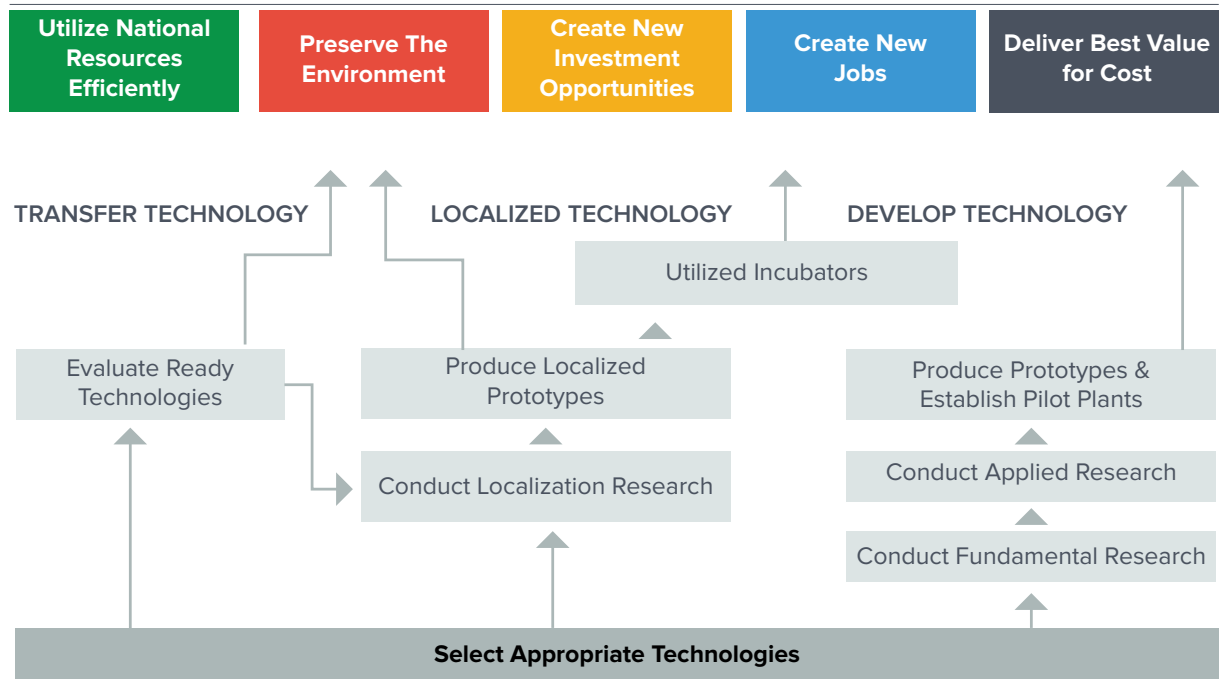 Utilize National
Resources
Efficiently
Preserve The
Environment
Create New
Investment
Opportunities
Create New
Jobs
Deliver Best Value
for Cost
TRANSFER TECHNOLOGY
LOCALIZED TECHNOLOGY
DEVELOP TECHNOLOGY
Utilized Incubators
Evaluate Ready
Technologies
Produce Localized
Prototypes
Produce Prototypes &
Establish Pilot Plants
Conduct Localization Research
Conduct Applied Research
Conduct Fundamental Research
Select Appropriate Technologies